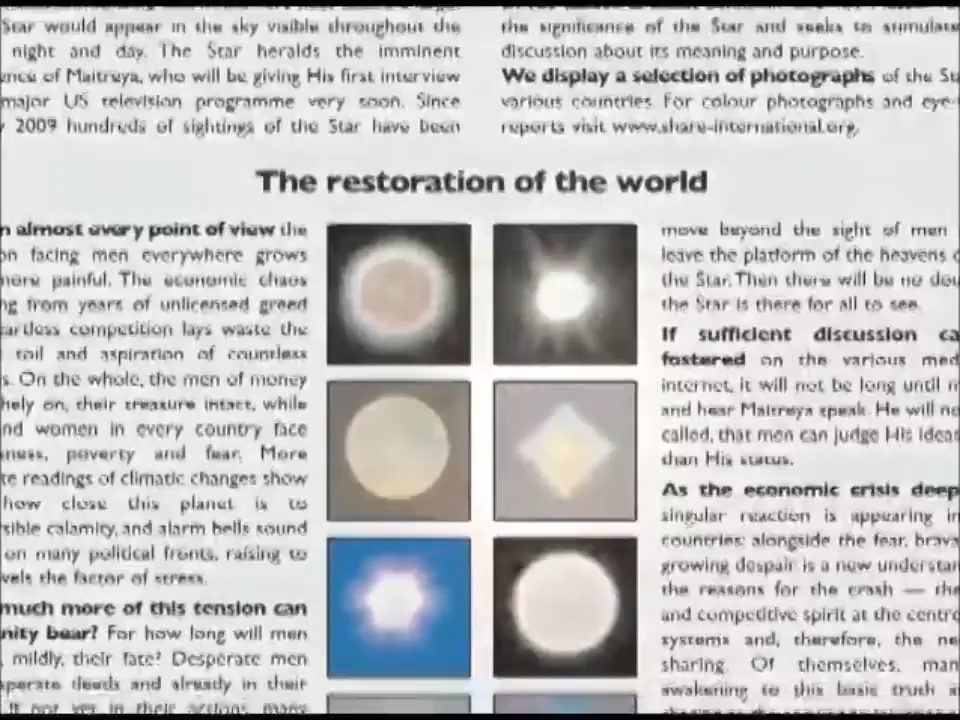 Star would appear in the sky visible throughout the
night and day. The Star heralds the imminent
of Maitreya, who will be giving His first interview
major US television programme very soon. Since
2009 hundreds of sightings of the Star have been
the significance of the Star and seeks to stimulate
discussion about its meaning and purpose.
We display a selection of photographs of the
various countries. For colour photographs and
reports visit www.share-international.org.
The restoration of the world
almost every point of view the
facing men everywhere grows
more painful. The economic chaos
from years of unlicensed greed
competition lays waste the
toil and aspiration of countless
On the whole, the men of money
on, their treasure intact, while
and women in every country face
poverty and fear. More
readings of climatic changes show
how close this planet is to
calamity, and alarm bells sound
on many political fronts, raising to
the factor of stress.
much more of this tension can
bear? For how long will men
mildly, their fate? Desperate men
deeds and already in their
it not yet in their actions, many
move beyond the sight of men
leave the platform of the heavens
the Star. Then there will be no
the Star is there for all to see.
If sufficient discussion
fostered on the various
internet, it will not be long until
and hear Maitreya speak. He will
called, that men can judge His ideas
than His status.
As the economic crisis
singular reaction is appearing
countries: alongside the fear,
growing despair is a new
the reasons for the crash — the
and competitive spirit at the
systems and, therefore, the
sharing. Of themselves,
awakening to this basic truth